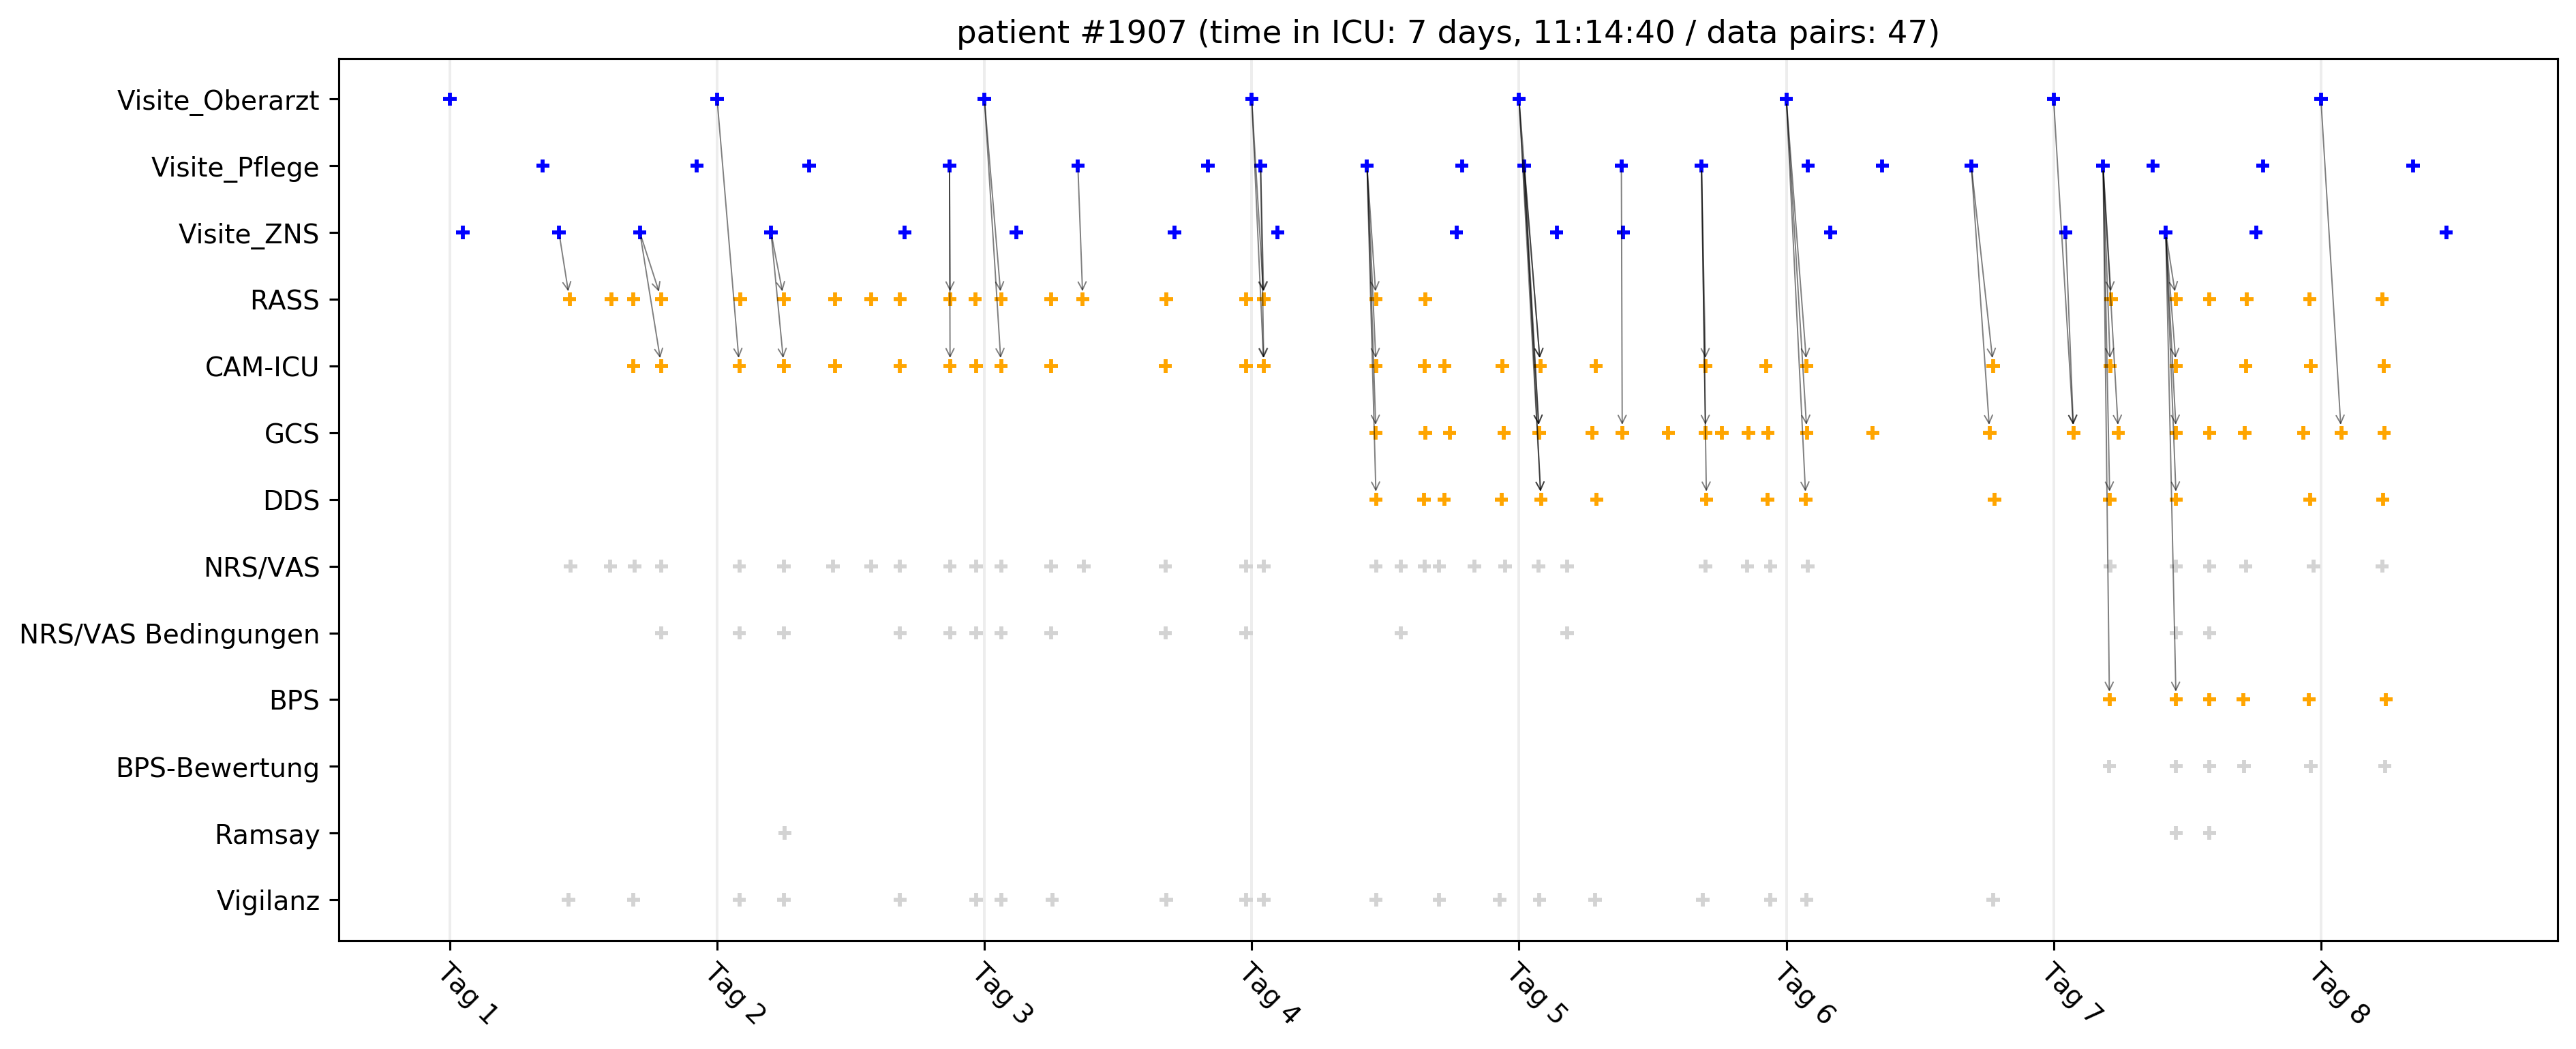 patient #1907 (time in ICU: 7 days, 11:14:40 / data pairs: 47)
Visite_Oberarzt
Visite_Pflege
Visite_ZNS
RASS
CAM-ICU
GCS
DDS
NRS/VAS
NRS/VAS Bedingungen
BPS
BPS-Bewertung
Ramsay
Vigilanz
Tag 1
Tag 2
Tag 3
Tag 4
Tag 5
Tag 6
Tag 7
Tag 8